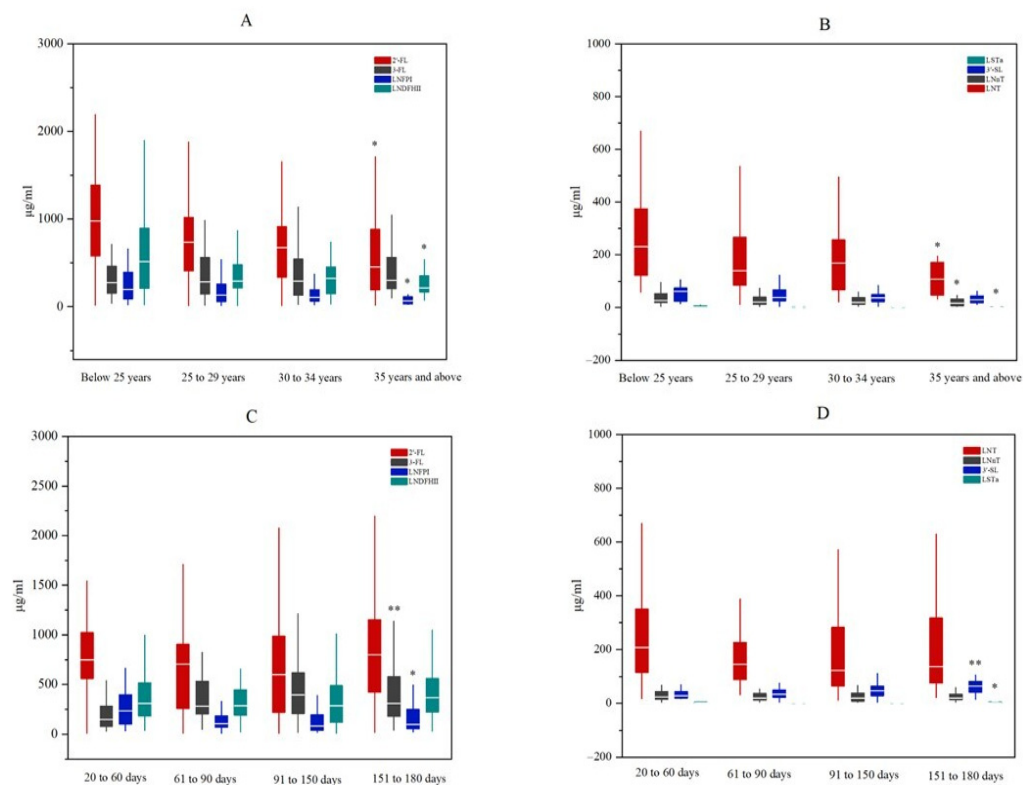 A
3000
2000
1000
0
µg/ml
2'-FL
3-FL
LNFPI
LNDFHII
*
*
*
Below 25 years
25 to 29 years
30 to 34 years
35 years and above
B
1000
800
600
400
200
0
−200
µg/ml
LSTa
3'-SL
LNnT
LNT
*
*
*
Below 25 years
25 to 29 years
30 to 34 years
35 years and above
C
3000
2500
2000
1500
1000
500
0
µg/ml
2'-FL
3-FL
LNFPI
LNDFHII
**
*
20 to 60 days
61 to 90 days
91 to 150 days
151 to 180 days
D
1000
800
600
400
200
0
−200
µg/ml
LNT
LNnT
3'-SL
LSTa
**
*
20 to 60 days
61 to 90 days
91 to 150 days
151 to 180 days